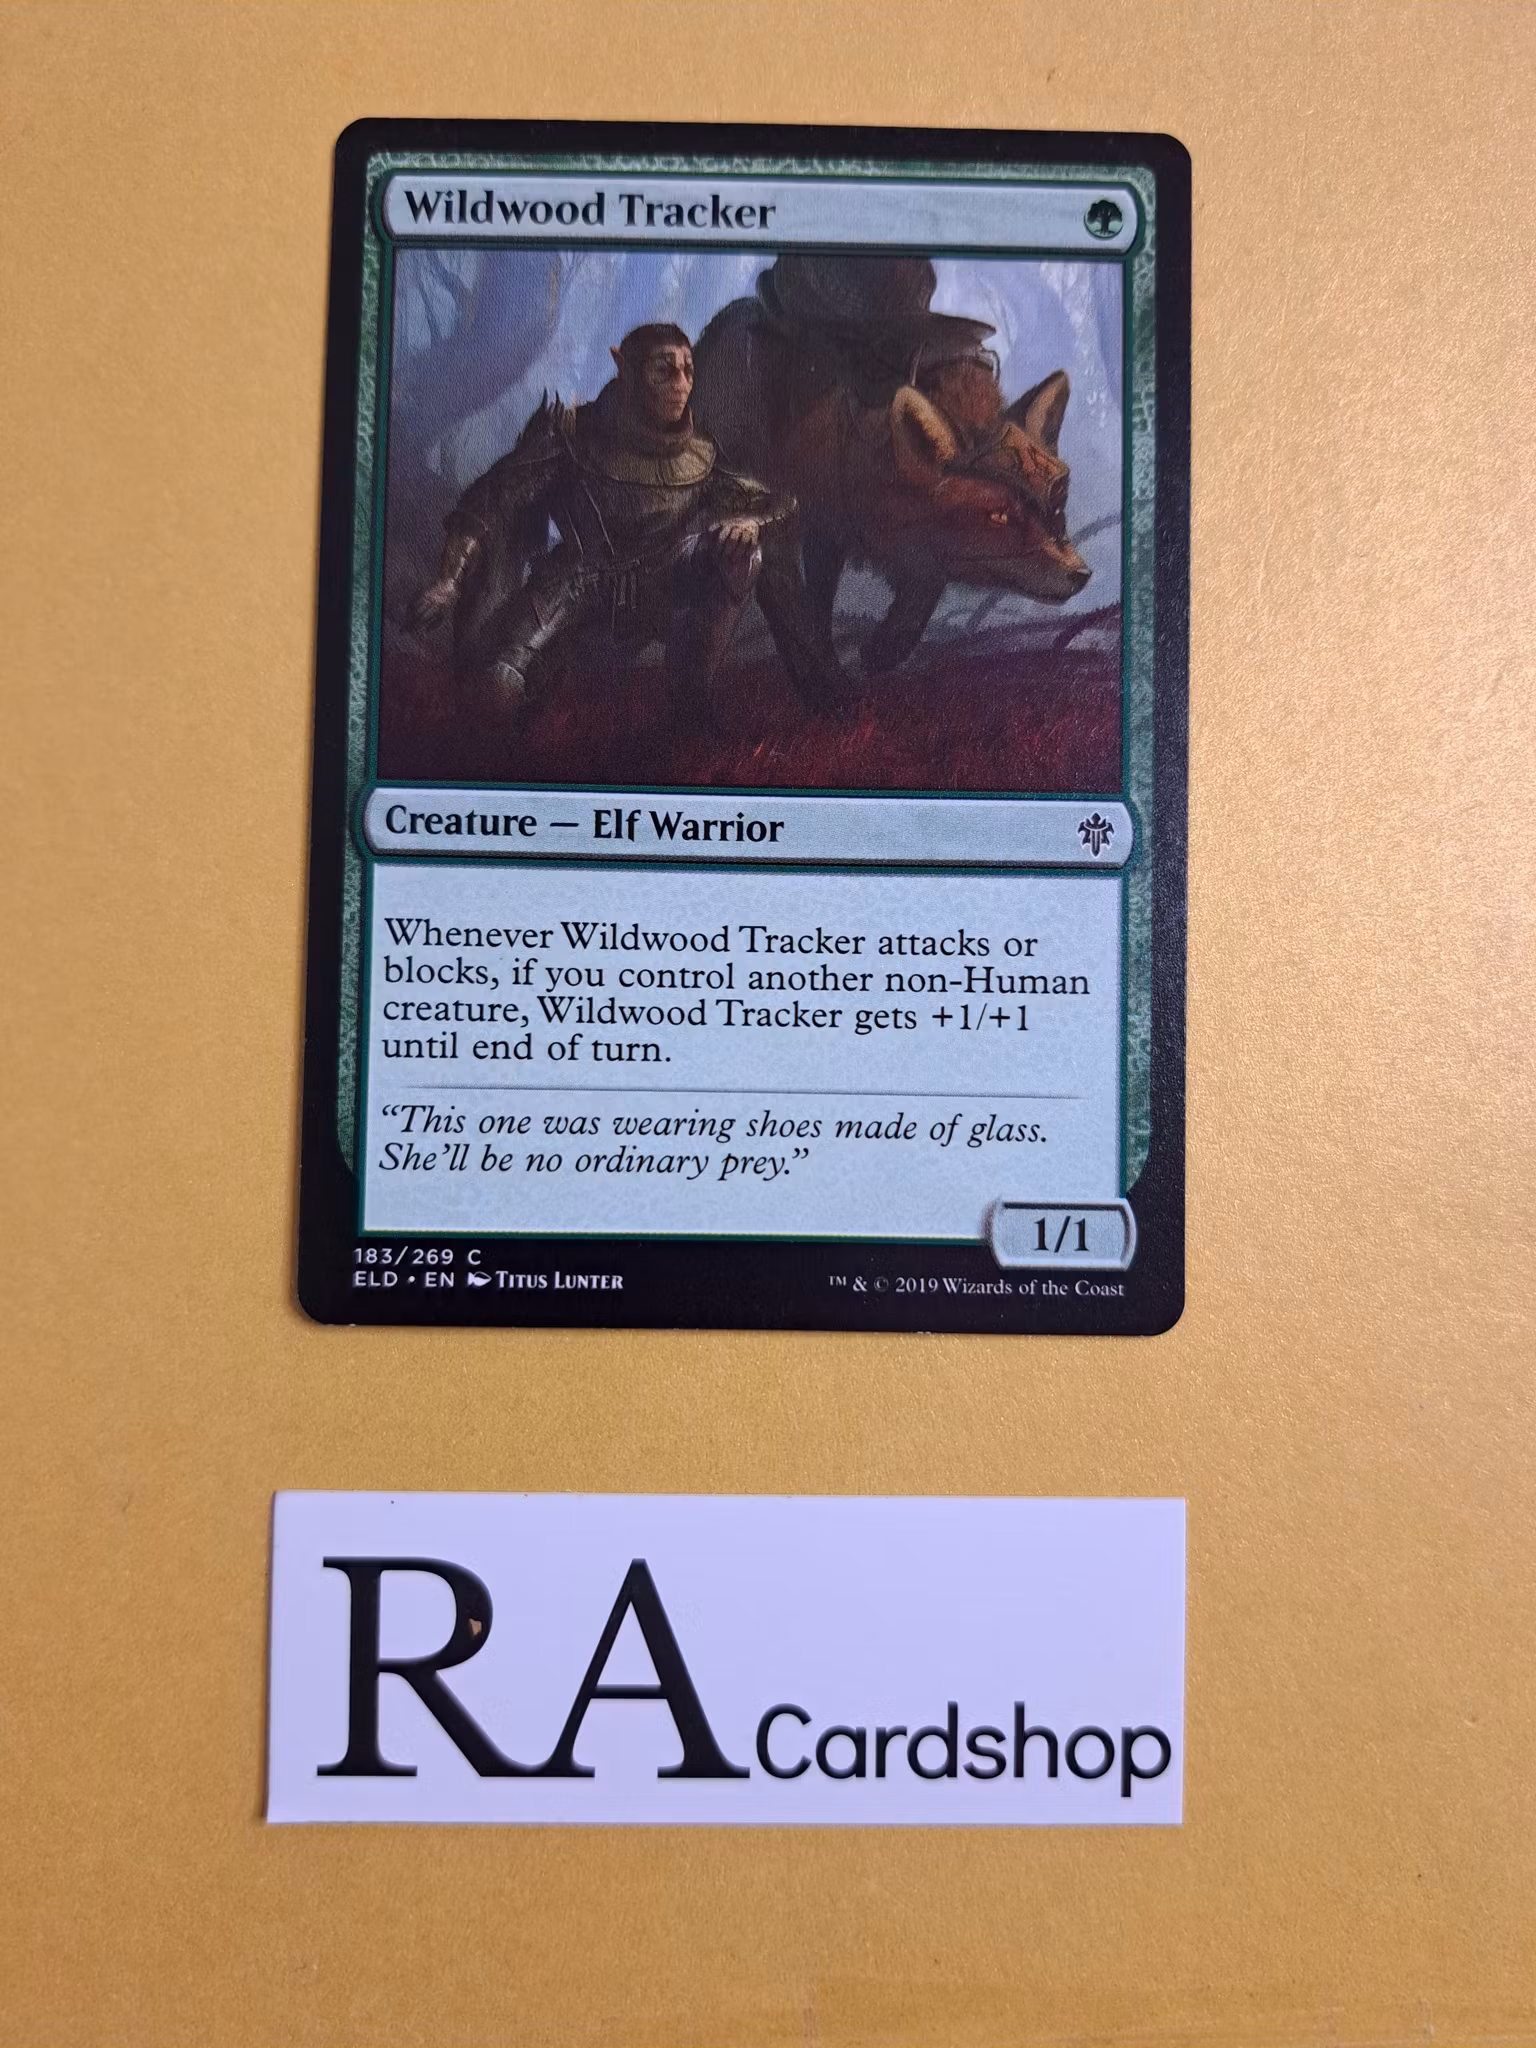 Wildwood Tracker
Creature — Elf Warrior
Whenever Wildwood Tracker attacks or
blocks, if you control another non-Human
creature, Wildwood Tracker gets +1/+1
until end of turn.
“This one was wearing shoes made of glass.
She’ll be no ordinary prey.”
1/1
183/269 C
ELD • EN Titus Lunter
™ & © 2019 Wizards of the Coast
RA Cardshop